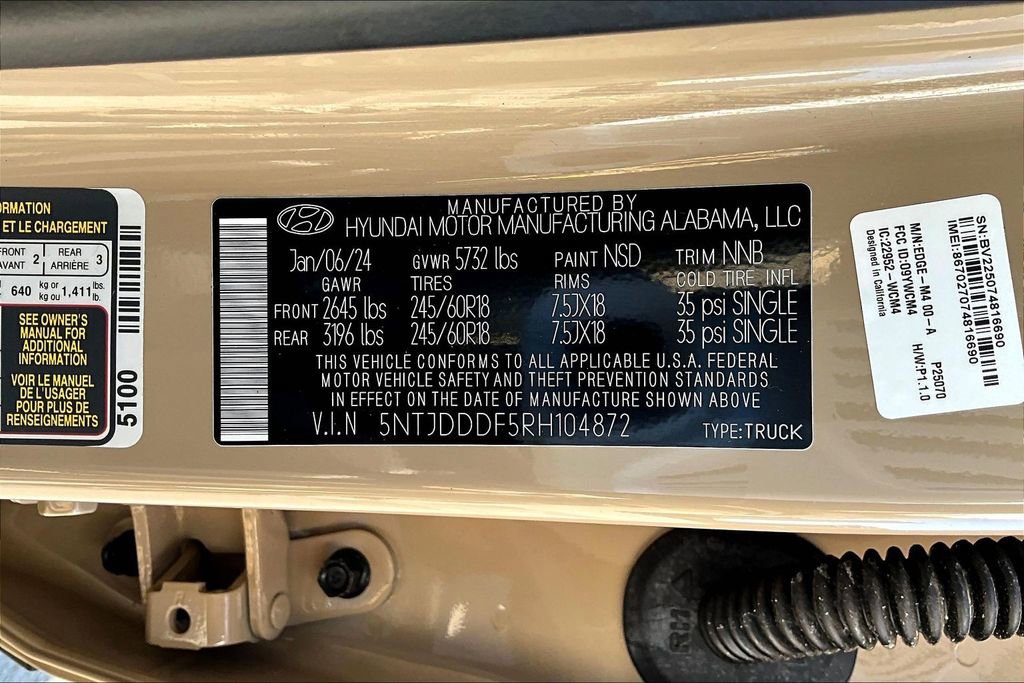 ORMATION
ET LE CHARGEMENT
FRONT
AVANT 2
REAR
ARRIÈRE 3
640 kg or
kg ou 1,411 lb.
lbs
SEE OWNER'S
MANUAL FOR
ADDITIONAL
INFORMATION
VOIR LE MANUEL
DE L'USAGER
POUR PLUS DE
RENSEIGNEMENTS
5100
MANUFACTURED BY
HYUNDAI MOTOR MANUFACTURING ALABAMA, LLC
Jan/06/24 GVWR 5732 lbs PAINT NSD TRIM NNB
GAWR TIRES RIMS COLD TIRE INFL
FRONT 2645 lbs 245/60R18 7.5JX18 35 psi SINGLE
REAR 3196 lbs 245/60R18 7.5JX18 35 psi SINGLE
THIS VEHICLE CONFORMS TO ALL APPLICABLE U.S.A. FEDERAL
MOTOR VEHICLE SAFETY AND THEFT PREVENTION STANDARDS
IN EFFECT ON THE DATE OF MANUFACTURE SHOWN ABOVE
V.I.N 5NTJDDDF5RH104872 TYPE:TRUCK
SN:BV225074816690
IMEI:867027074816690
M/N:EDGE-M4 00-A P25070
FCC ID:O9YVWCM4 H/W:P1.1.0
IC:22952-WCM4
Designed in California
RH